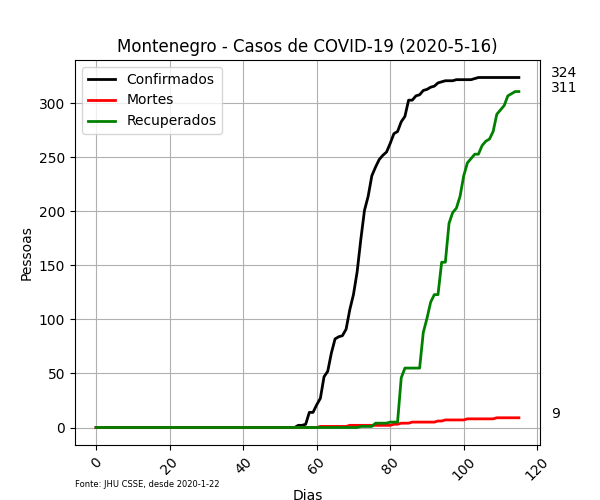 Montenegro - Casos de COVID-19 (2020-5-16)
Confirmados
Mortes
Recuperados
324
311
9
Pessoas
300
250
200
150
100
50
0
0 20 40 60 80 100 120
Fonte: JHU CSSE, desde 2020-1-22
Dias